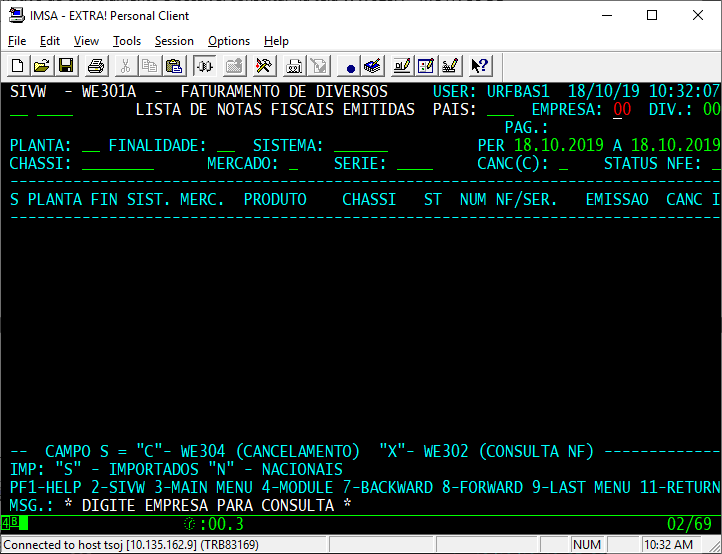 IMSA - EXTRA! Personal Client
File Edit View Tools Session Options Help
SIVW - WE301A - FATURAMENTO DE DIVERSOS USER: URFBAS1 18/10/19 10:32:07
__ ____ LISTA DE NOTAS FISCAIS EMITIDAS PAIS: ___ EMPRESA: 00 DIV.: 00
PAG.:
PLANTA: __ FINALIDADE: __ SISTEMA: ______ PER 18.10.2019 A 18.10.2019
CHASSI: ________ MERCADO: _ SERIE: ____ CANC(C): _ STATUS NFE: _
-------------------------------------------------------------------------------
S PLANTA FIN SIST. MERC. PRODUTO CHASSI ST NUM NF/SER. EMISSAO CANC I
-------------------------------------------------------------------------------
-- CAMPO S = "C"- WE304 (CANCELAMENTO) "X"- WE302 (CONSULTA NF) -------------
IMP: "S" - IMPORTADOS "N" - NACIONAIS
PF1-HELP 2-SIVW 3-MAIN MENU 4-MODULE 7-BACKWARD 8-FORWARD 9-LAST MENU 11-RETURN
MSG.: * DIGITE EMPRESA PARA CONSULTA *
4B :00.3 02/69
Connected to host tsoj [10.135.162.9] (TRB83169) NUM 10:32 AM